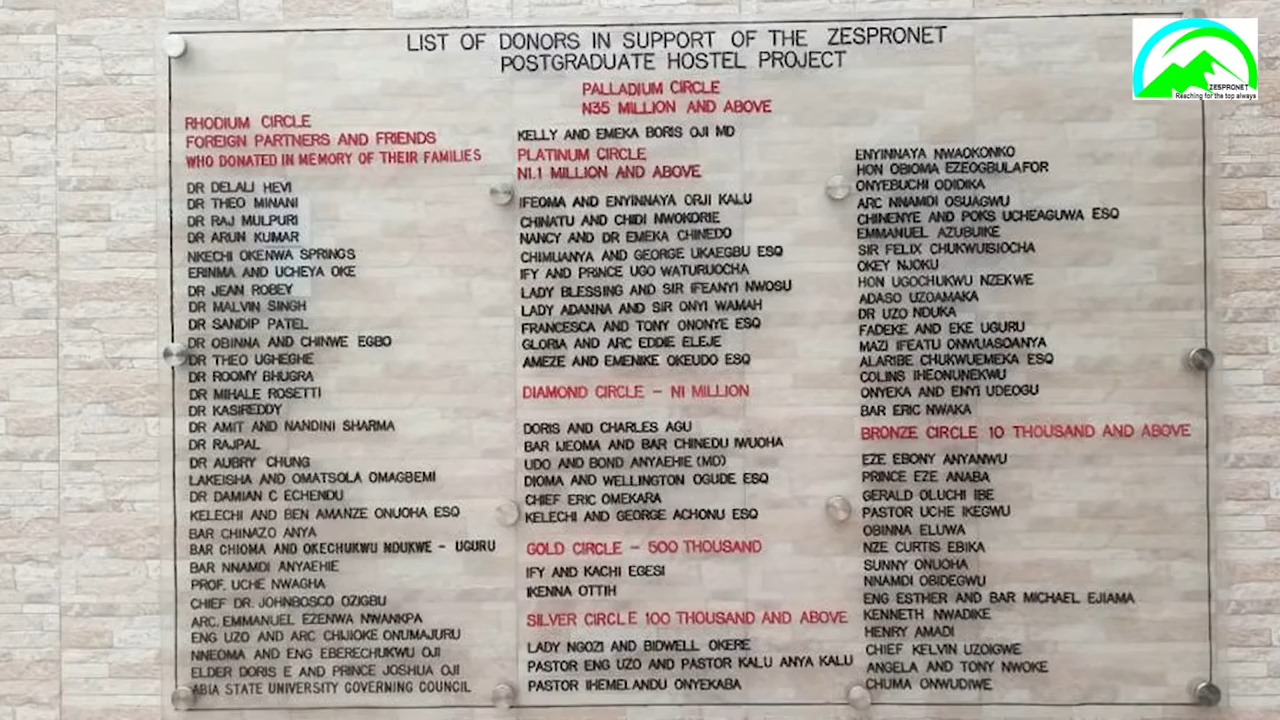 LIST OF DONORS IN SUPPORT OF THE ZESPRONET
POSTGRADUATE HOSTEL PROJECT
RHODIUM CIRCLE
FOREIGN PARTNERS AND FRIENDS
WHO DONATED IN MEMORY OF THEIR FAMILIES
DR DELALI HEVI
DR THEO MINANI
DR RAJ MULPURI
DR ARUN KUMAR
NKECHI OKENWA SPRINGS
ERINMA AND UCHEYA OKE
DR JEAN ROBEY
DR MALVIN SINGH
DR SANDIP PATEL
DR OBINNA AND CHINWE EGBO
DR THEO UGHEGHE
DR ROOMY BHUGRA
DR MIHALE ROSETTI
DR KASIREDDY
DR AMIT AND NANDINI SHARMA
DR RAJPAL
DR AUBRY CHUNG
LAKEISHA AND OMATSOLA OMAGBEMI
DR DAMIAN C ECHENDU
KELECHI AND BEN AMANZE ONUOHA ESQ
BAR CHINAZO ANYA
BAR CHIOMA AND OKECHUKWU NDUKWE - UGURU
BAR NNAMDI ANYAEHIE
PROF. UCHE NWAGHA
CHIEF DR. JOHNBOSCO OZIGBU
ARC. EMMANUEL EZENWA NWANKPA
ENG UZO AND ARC CHIJIOKE ONUMAJURU
NNEOMA AND ENG EBERECHUKWU OJI
ELDER DORIS E AND PRINCE JOSHUA OJI
ABIA STATE UNIVERSITY GOVERNING COUNCIL
PALLADIUM CIRCLE
N35 MILLION AND ABOVE
KELLY AND EMEKA BORIS OJI MD
PLATINUM CIRCLE
N1.1 MILLION AND ABOVE
IFEOMA AND ENYINNAYA ORJI KALU
CHINATU AND CHIDI NWOKORIE
NANCY AND DR EMEKA CHINEDO
CHIMUANYA AND GEORGE UKAEGBU ESQ
IFY AND PRINCE UGO WATURUOCHA
LADY BLESSING AND SIR IFEANYI NWOSU
LADY ADANNA AND SIR ONYI WAMAH
FRANCESCA AND TONY ONONYE ESQ
GLORIA AND ARC EDDIE ELEJE
AMEZE AND EMENIKE OKEUDO ESQ
DIAMOND CIRCLE - N1 MILLION
DORIS AND CHARLES AGU
BAR IJEOMA AND BAR CHINEDU IWUOHA
UDO AND BOND ANYAEHIE (MD)
DIOMA AND WELLINGTON OGUDE ESQ
CHIEF ERIC OMEKARA
KELECHI AND GEORGE ACHONU ESQ
GOLD CIRCLE - 500 THOUSAND
IFY AND KACHI EGESI
IKENNA OTTIH
SILVER CIRCLE 100 THOUSAND AND ABOVE
LADY NGOZI AND BIDWELL OKERE
PASTOR ENG UZO AND PASTOR KALU ANYA KALU
PASTOR IHEMELANDU ONYEKABA
ENYINNAYA NWAOKONKO
HON OBIOMA EZEOGBULAFOR
ONYEBUCHI ODIDIKA
ARC NNAMDI OSUAGWU
CHINENYE AND POKS UCHEAGUWA ESQ
EMMANUEL AZUBUIKE
SIR FELIX CHUKWUISIOCHA
OKEY NJOKU
HON UGOCHUKWU NZEKWE
ADASO UZOAMAKA
DR UZO NDUKA
FADEKE AND EKE UGURU
MAZI IFEATU ONWUASOANYA
ALARIBE CHUKWUEMEKA ESQ
COLINS IHEONUNEKWU
ONYEKA AND ENYI UDEOGU
BAR ERIC NWAKA
BRONZE CIRCLE 10 THOUSAND AND ABOVE
EZE EBONY ANYANWU
PRINCE EZE ANABA
GERALD OLUCHI IBE
PASTOR UCHE IKEGWU
OBINNA ELUWA
NZE CURTIS EBIKA
SUNNY ONUOHA
NNAMDI OBIDEGWU
ENG ESTHER AND BAR MICHAEL EJIAMA
KENNETH NWADIKE
HENRY AMADI
CHIEF KELVIN UZOIGWE
ANGELA AND TONY NWOKE
CHUMA ONWUDIWE
ZESPRONET
Reaching for the top always